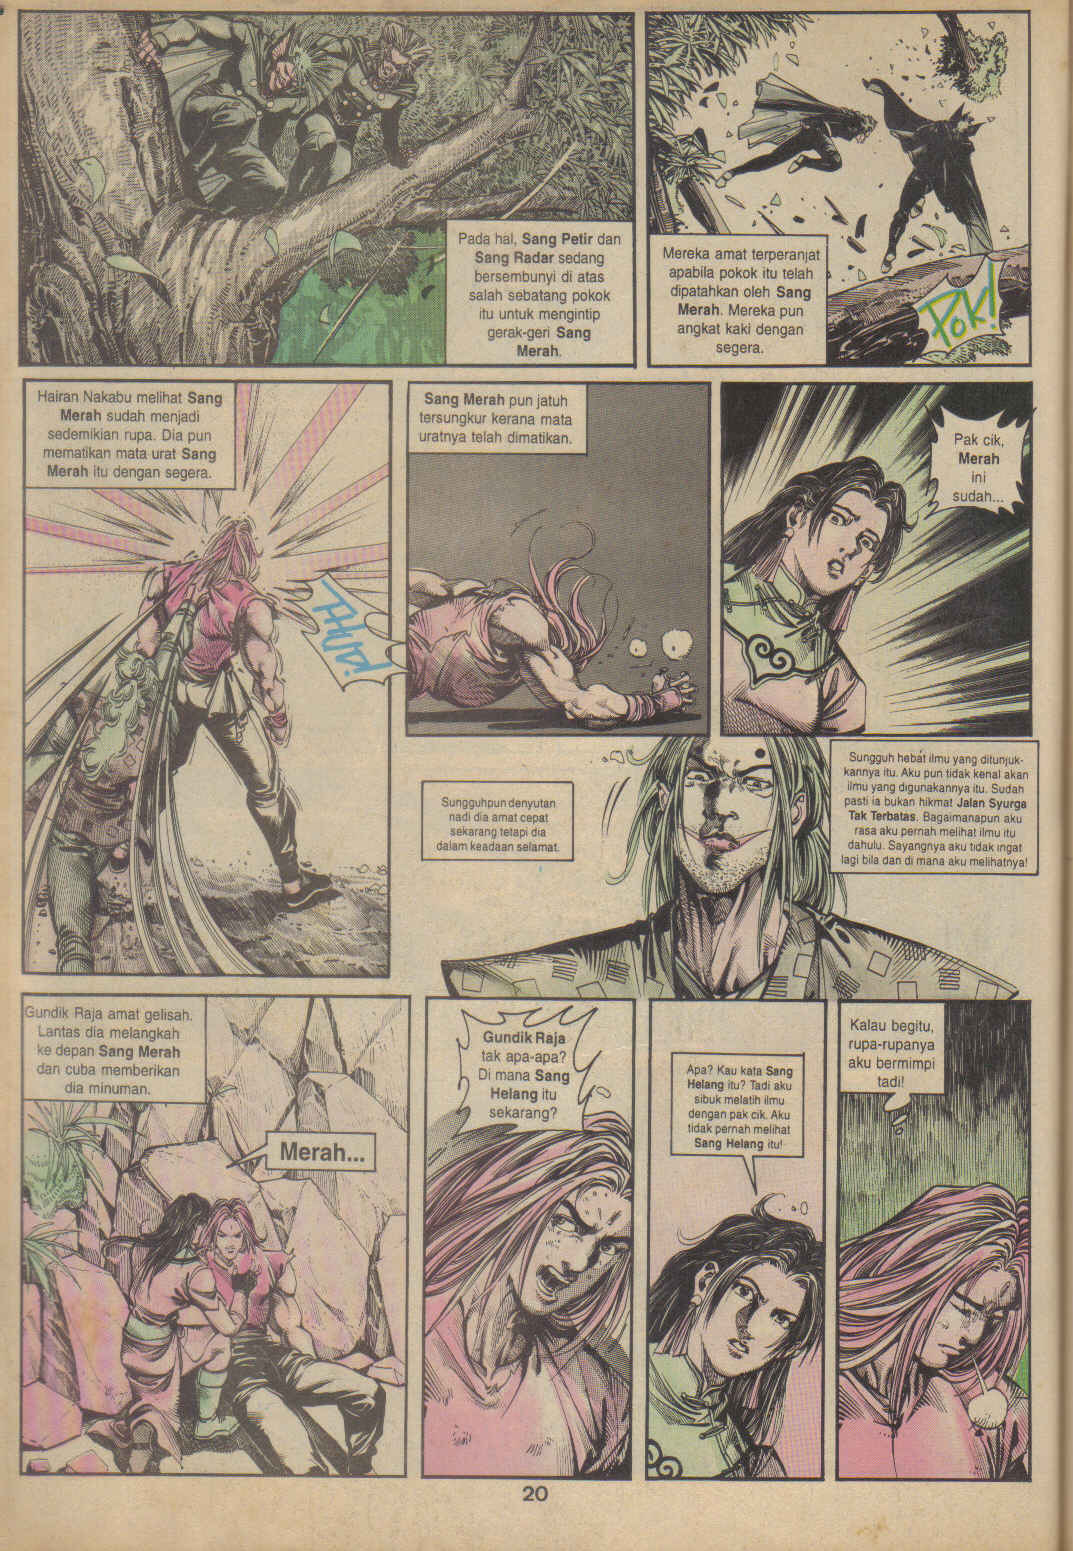 Pada hal, Sang Petir dan
Sang Radar sedang
bersembunyi di atas
salah sebatang pokok
itu untuk mengintip
gerak-geri Sang
Merah.
Mereka amat terperanjat
apabila pokok itu telah
dipatahkan oleh Sang
Merah. Mereka pun
angkat kaki dengan
segera.
POK!
Hairan Nakabu melihat Sang
Merah sudah menjadi
sedemikian rupa. Dia pun
mematikan mata urat Sang
Merah itu dengan segera.
Sang Merah pun jatuh
tersungkur kerana mata
uratnya telah dimatikan.
Pak cik,
Merah
ini
sudah...
Sungguhpun denyutan
nadi dia amat cepat
sekarang tetapi dia
dalam keadaan selamat.
Sungguh hebat ilmu yang ditunjuk-
kannya itu. Aku pun tidak kenal akan
ilmu yang digunakannya itu. Sudah
pasti ia bukan hikmat Jalan Syurga
Tak Terbatas. Bagaimanapun aku
rasa aku pernah melihat ilmu itu
dahulu. Sayangnya aku tidak ingat
lagi bila dan di mana aku melihatnya!
Gundik Raja amat gelisah.
Lantas dia melangkah
ke depan Sang Merah
dan cuba memberikan
dia minuman.
Merah...
Gundik Raja
tak apa-apa?
Di mana Sang
Helang itu
sekarang?
Apa? Kau kata Sang
Helang itu? Tadi aku
sibuk melatih ilmu
dengan pak cik. Aku
tidak pernah melihat
Sang Helang itu!
Kalau begitu,
rupa-rupanya
aku bermimpi
tadi!
20